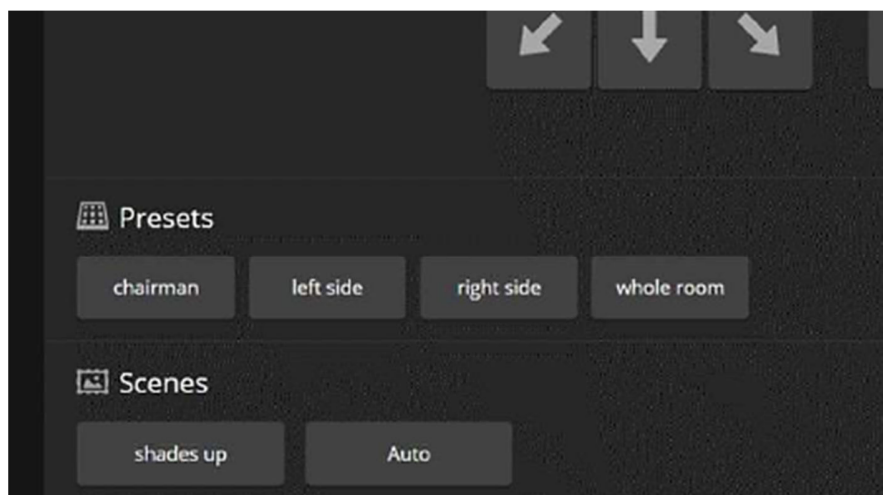 Presets
chairman left side right side whole room
Scenes
shades up Auto